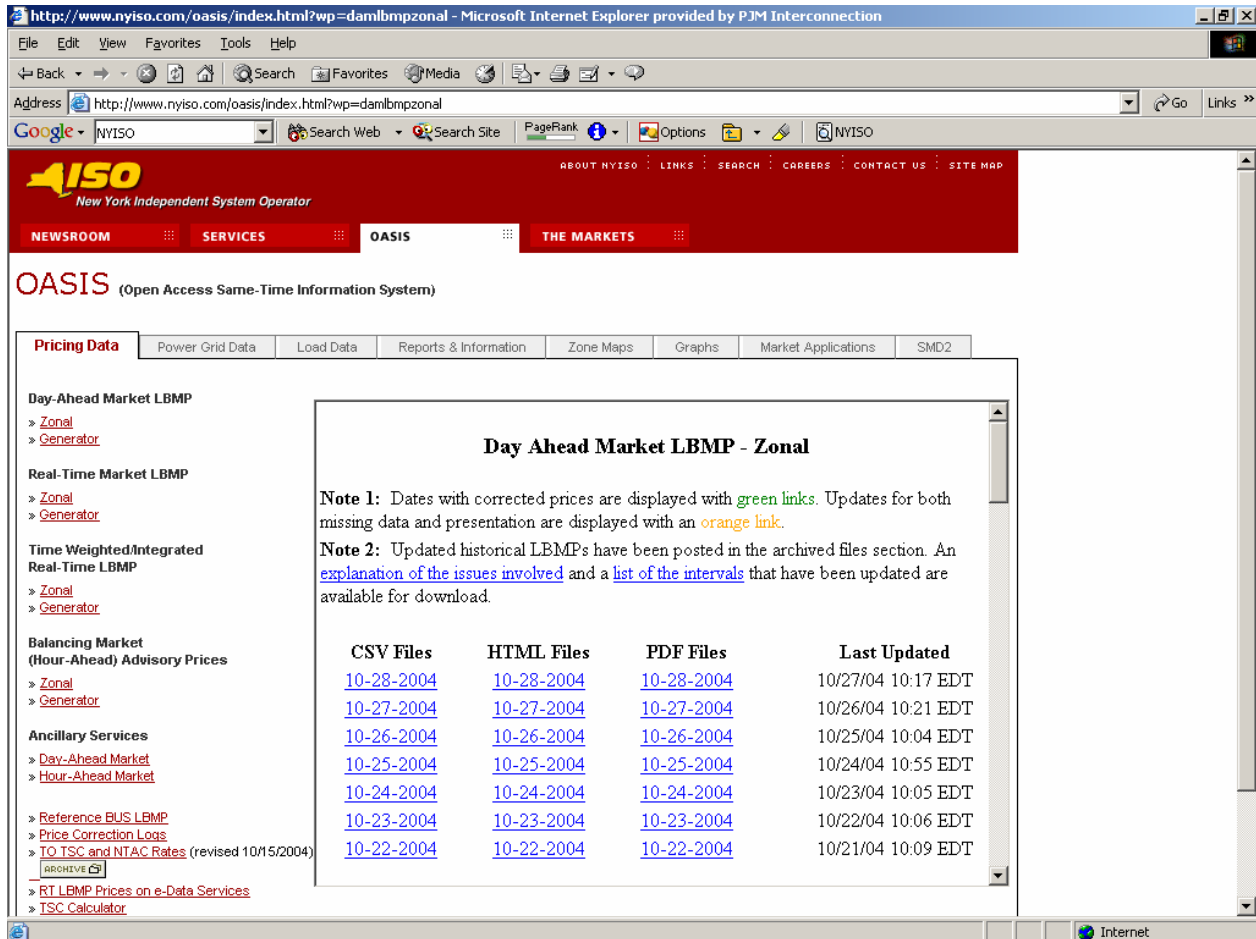 http://www.nyiso.com/oasis/index.html?wp=damlbmpzonal - Microsoft Internet Explorer provided by PJM Interconnection
File Edit View Favorites Tools Help
Back Search Favorites Media
Address http://www.nyiso.com/oasis/index.html?wp=damlbmpzonal Go Links »
Google NYISO Search Web Search Site PageRank Options NYISO
ABOUT NYISO LINKS SEARCH CAREERS CONTACT US SITE MAP
ISO
New York Independent System Operator
NEWSROOM SERVICES OASIS THE MARKETS
OASIS (Open Access Same-Time Information System)
Pricing Data Power Grid Data Load Data Reports & Information Zone Maps Graphs Market Applications SMD2
Day-Ahead Market LBMP
» Zonal
» Generator
Real-Time Market LBMP
» Zonal
» Generator
Time Weighted/Integrated
Real-Time LBMP
» Zonal
» Generator
Balancing Market
(Hour-Ahead) Advisory Prices
» Zonal
» Generator
Ancillary Services
» Day-Ahead Market
» Hour-Ahead Market
» Reference BUS LBMP
» Price Correction Logs
» TO TSC and NTAC Rates (revised 10/15/2004)
ARCHIVE
» RT LBMP Prices on e-Data Services
» TSC Calculator
Day Ahead Market LBMP - Zonal
Note 1: Dates with corrected prices are displayed with green links. Updates for both
missing data and presentation are displayed with an orange link.
Note 2: Updated historical LBMPs have been posted in the archived files section. An
explanation of the issues involved and a list of the intervals that have been updated are
available for download.
CSV Files HTML Files PDF Files Last Updated
10-28-2004 10-28-2004 10-28-2004 10/27/04 10:17 EDT
10-27-2004 10-27-2004 10-27-2004 10/26/04 10:21 EDT
10-26-2004 10-26-2004 10-26-2004 10/25/04 10:04 EDT
10-25-2004 10-25-2004 10-25-2004 10/24/04 10:55 EDT
10-24-2004 10-24-2004 10-24-2004 10/23/04 10:05 EDT
10-23-2004 10-23-2004 10-23-2004 10/22/04 10:06 EDT
10-22-2004 10-22-2004 10-22-2004 10/21/04 10:09 EDT
Internet